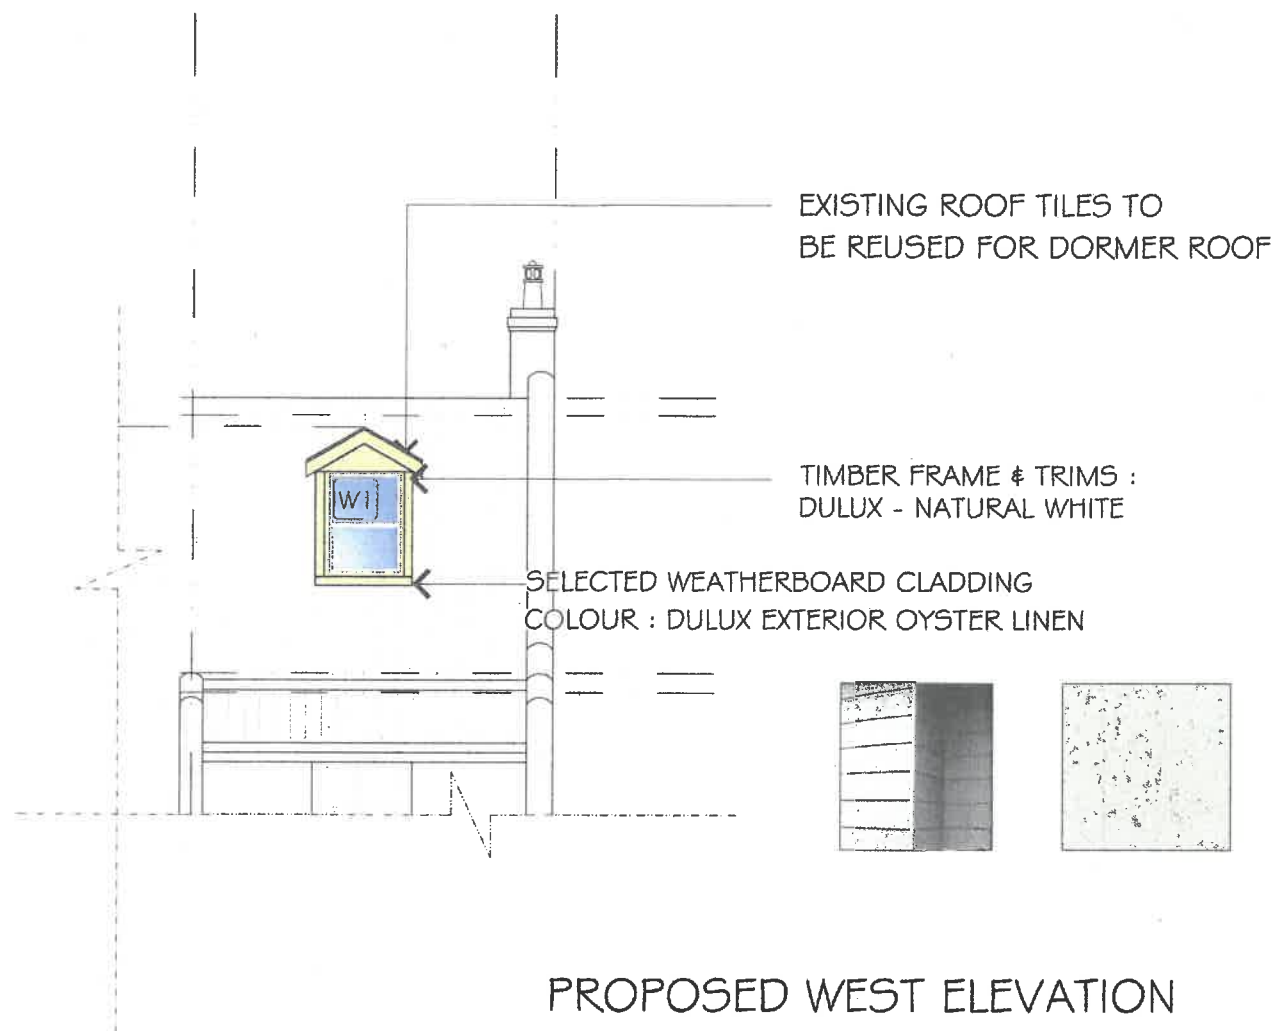 EXISTING ROOF TILES TO
BE REUSED FOR DORMER ROOF
TIMBER FRAME & TRIMS :
DULUX - NATURAL WHITE
W1
SELECTED WEATHERBOARD CLADDING
COLOUR : DULUX EXTERIOR OYSTER LINEN
PROPOSED WEST ELEVATION